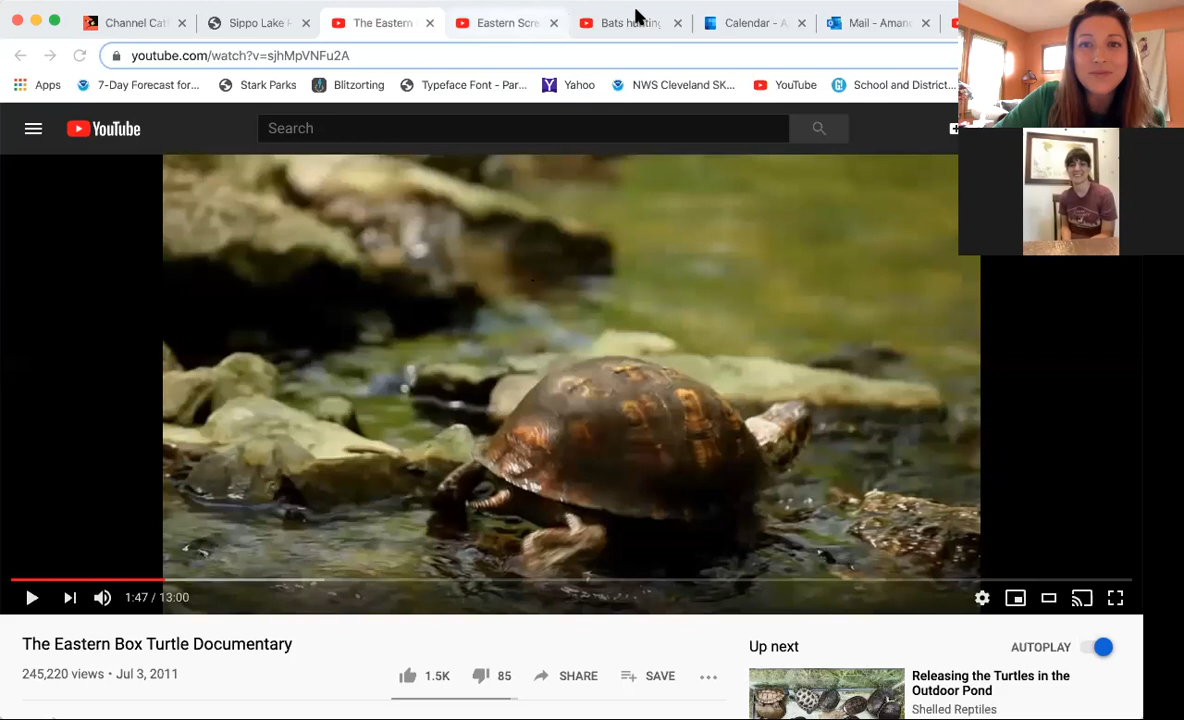 Channel Cat
Sippo Lake
The Eastern
Eastern Scre
Bats hunting
Calendar - A
Mail - Aman
youtube.com/watch?v=sjhMpVNFu2A
Apps
7-Day Forecast for...
Stark Parks
Blitzorting
Typeface Font - Par...
Yahoo
NWS Cleveland SK...
YouTube
School and District...
YouTube
Search
1:47 / 13:00
The Eastern Box Turtle Documentary
245,220 views • Jul 3, 2011
1.5K
85
SHARE
SAVE
Up next
AUTOPLAY
Releasing the Turtles in the
Outdoor Pond
Shelled Reptiles